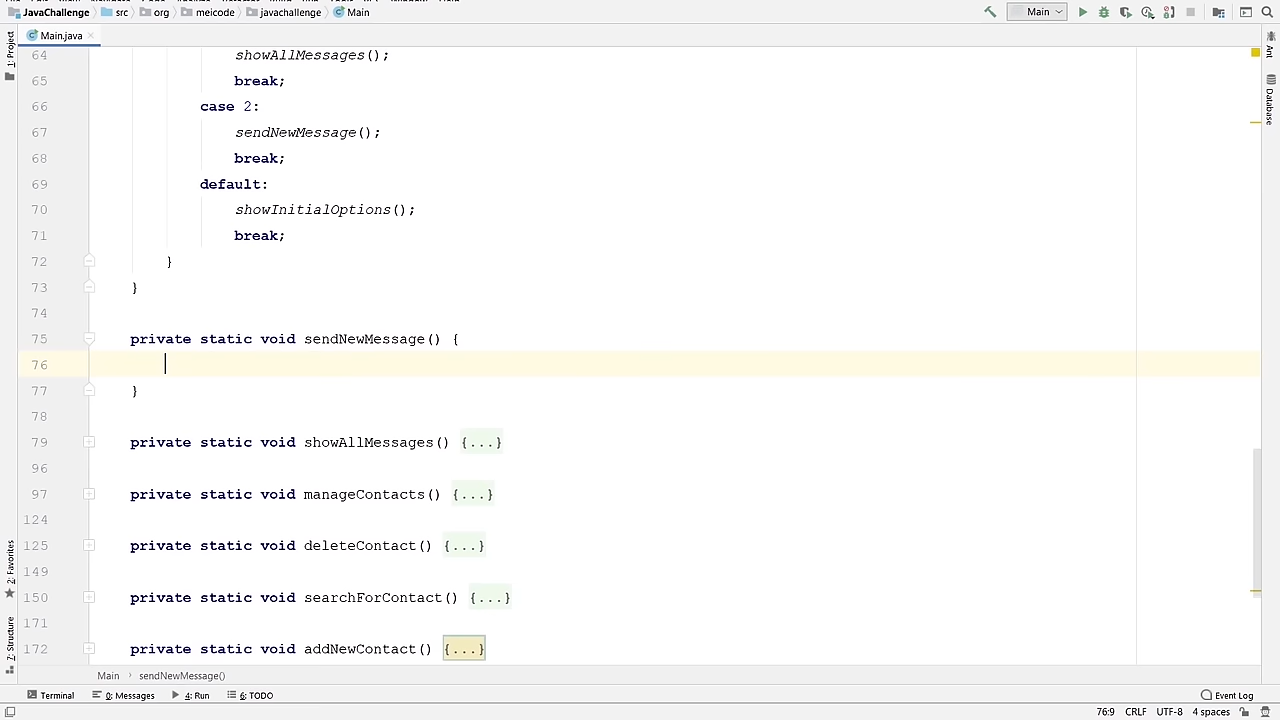 JavaChallenge src org meicode javachallenge Main
Main
Main.java
1: Project
Ant
Database
64 showAllMessages();
65 break;
66 case 2:
67 sendNewMessage();
68 break;
69 default:
70 showInitialOptions();
71 break;
72 }
73 }
74
75 private static void sendNewMessage() {
76
77 }
78
79 private static void showAllMessages() {...}
96
97 private static void manageContacts() {...}
124
125 private static void deleteContact() {...}
149
150 private static void searchForContact() {...}
171
172 private static void addNewContact() {...}
2: Favorites
7: Structure
Main › sendNewMessage()
Terminal 0: Messages 4: Run 6: TODO Event Log
76:9 CRLF UTF-8 4 spaces